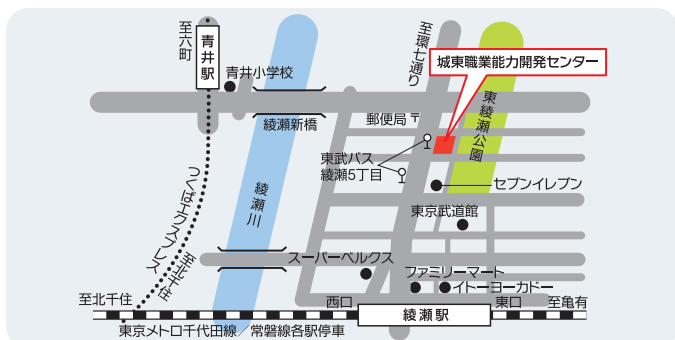 至六町
青井駅
青井小学校
至環七通り
城東職業能力開発センター
東綾瀬公園
綾瀬新橋
郵便局〒
東武バス
綾瀬5丁目
つくばエクスプレス
至北千住
綾瀬川
セブンイレブン
東京武道館
スーパーベルクス
ファミリーマート
イトーヨーカドー
至北千住
西口
綾瀬駅
東口
至亀有
東京メトロ千代田線／常磐線各駅停車